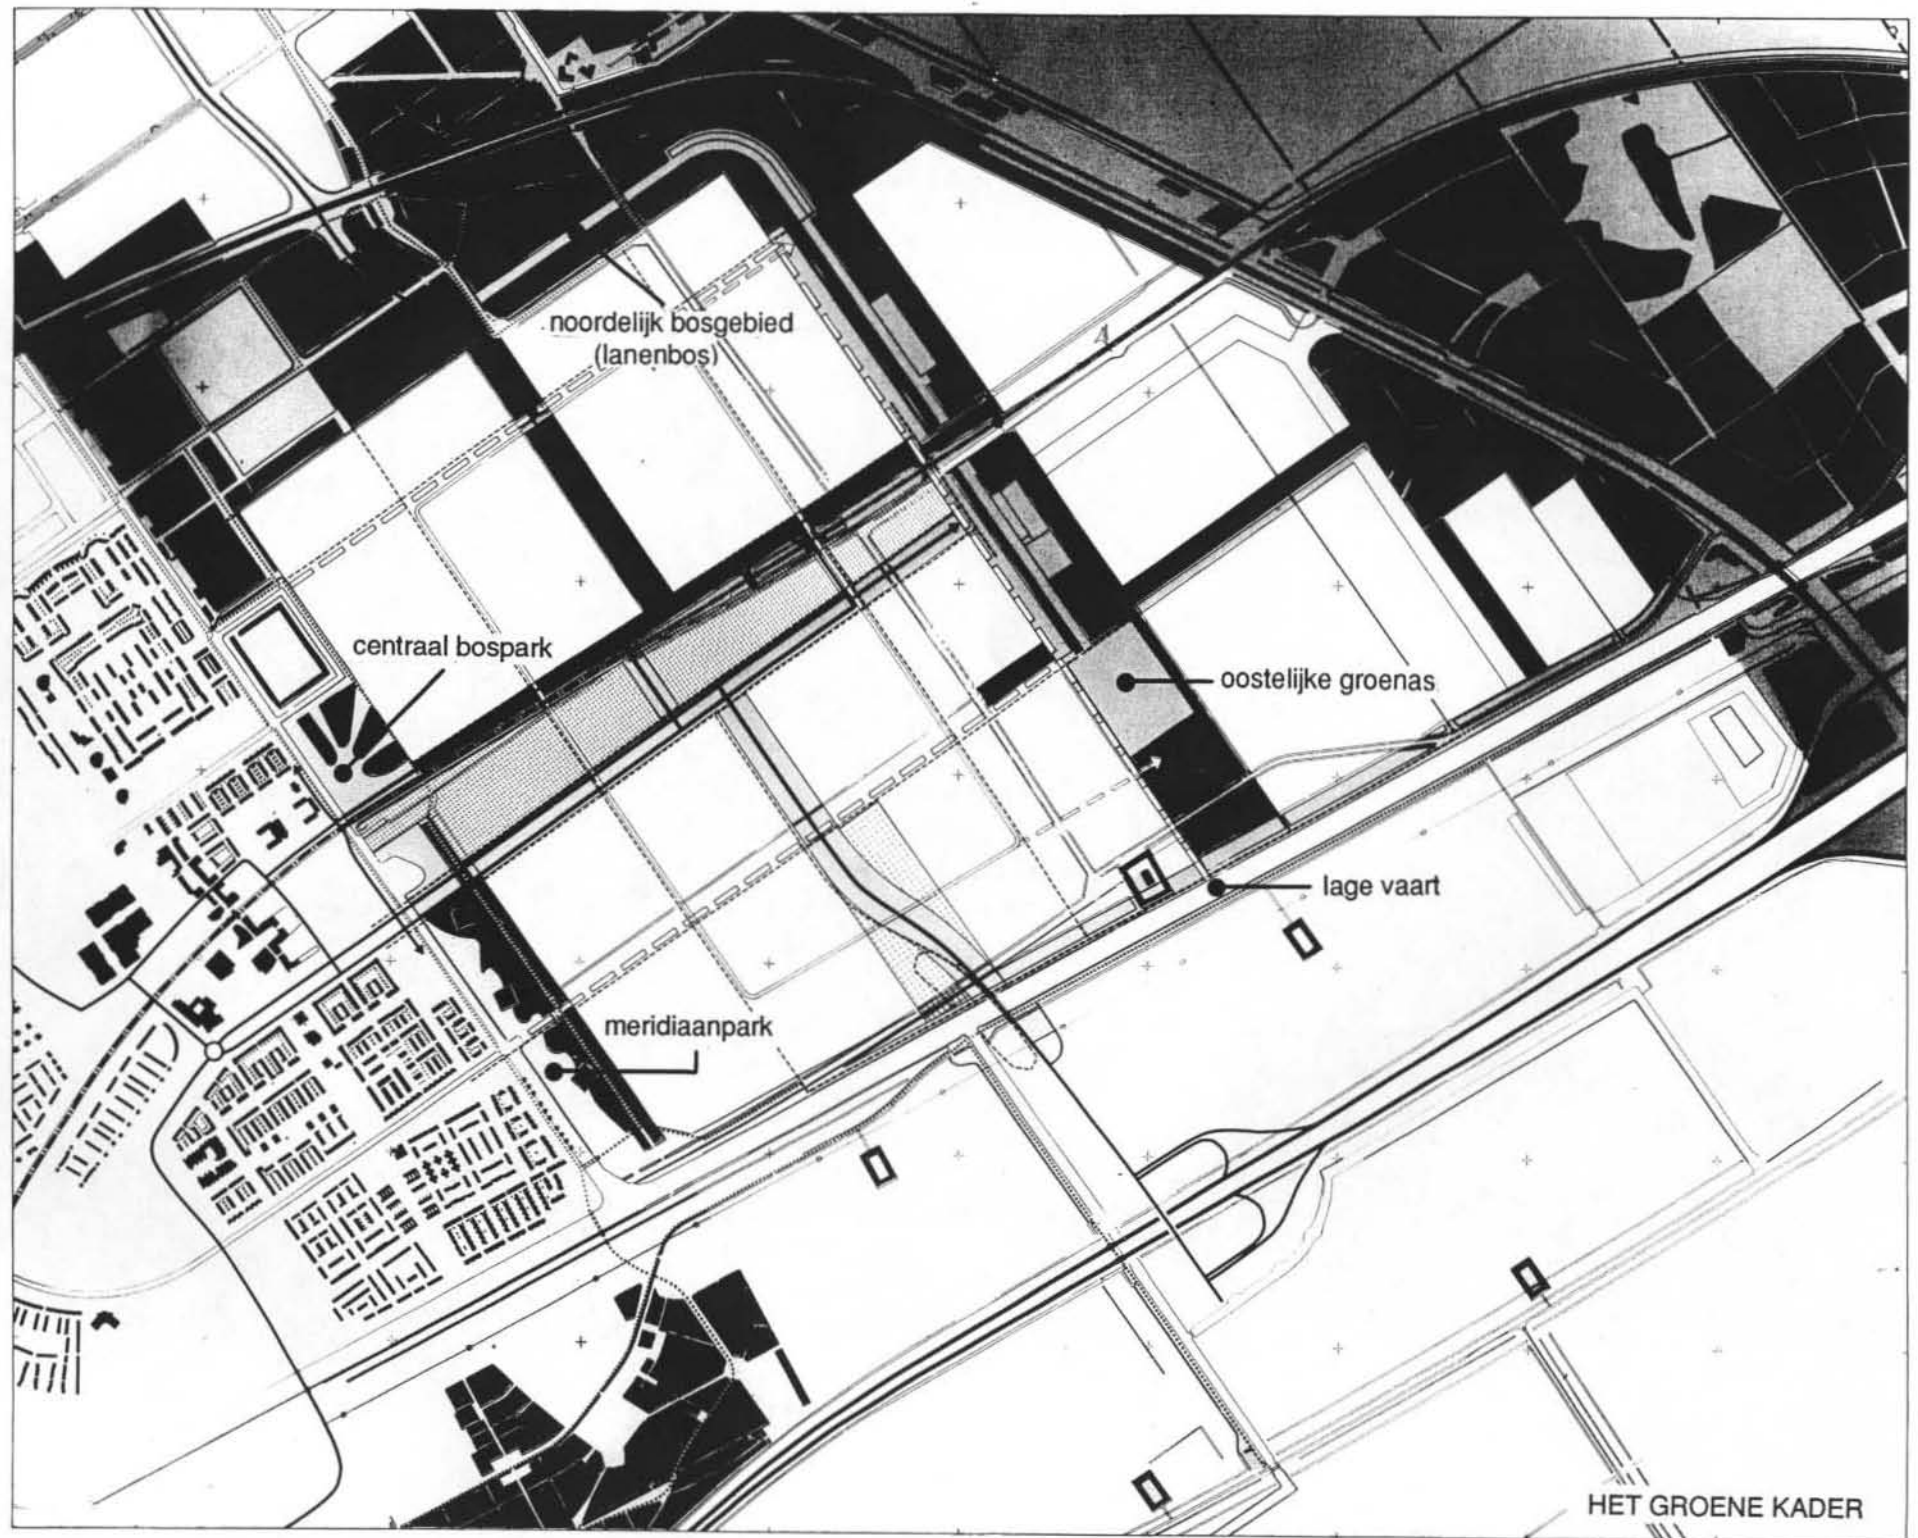 noordelijk bosgebied
(lanenbos)
centraal bospark
oostelijke groenas
lage vaart
meridiaanpark
HET GROENE KADER